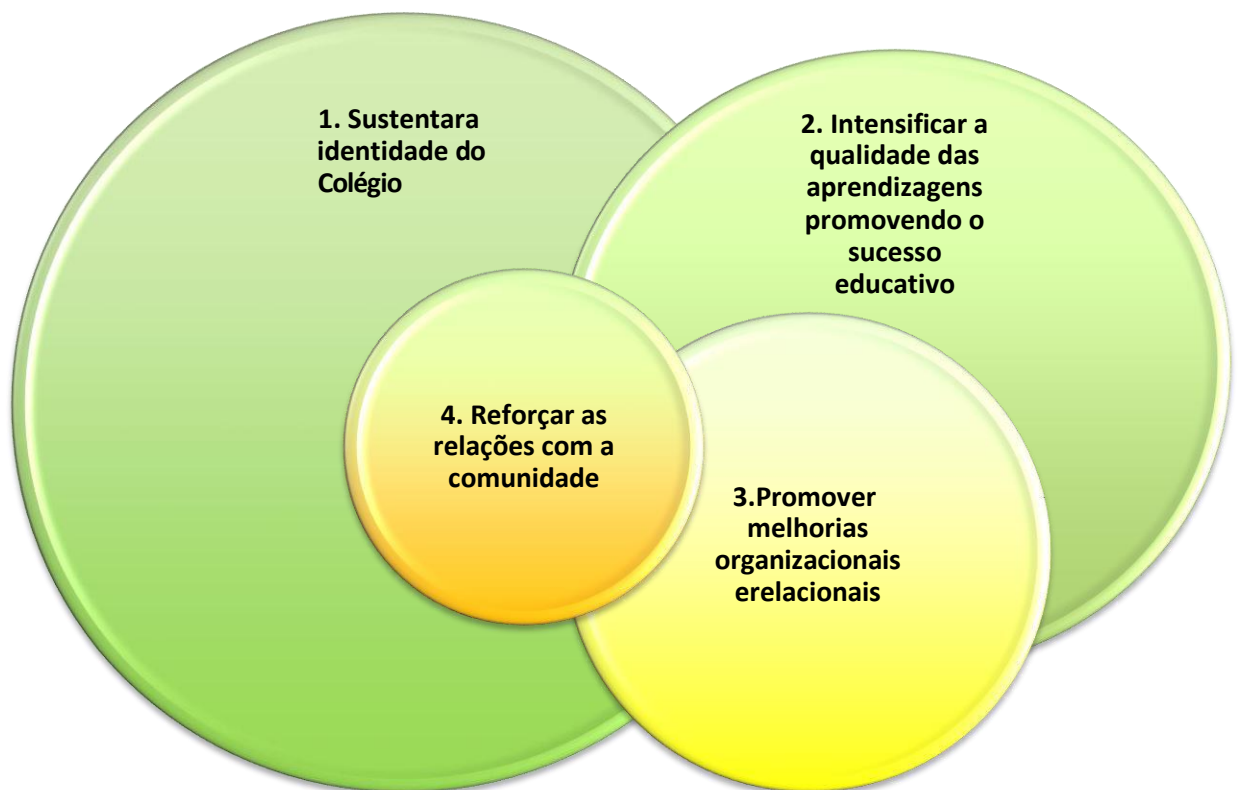 1. Sustentara
identidade do
Colégio
2. Intensificar a
qualidade das
aprendizagens
promovendo o
sucesso
educativo
4. Reforçar as
relações com a
comunidade
3.Promover
melhorias
organizacionais
erelacionais